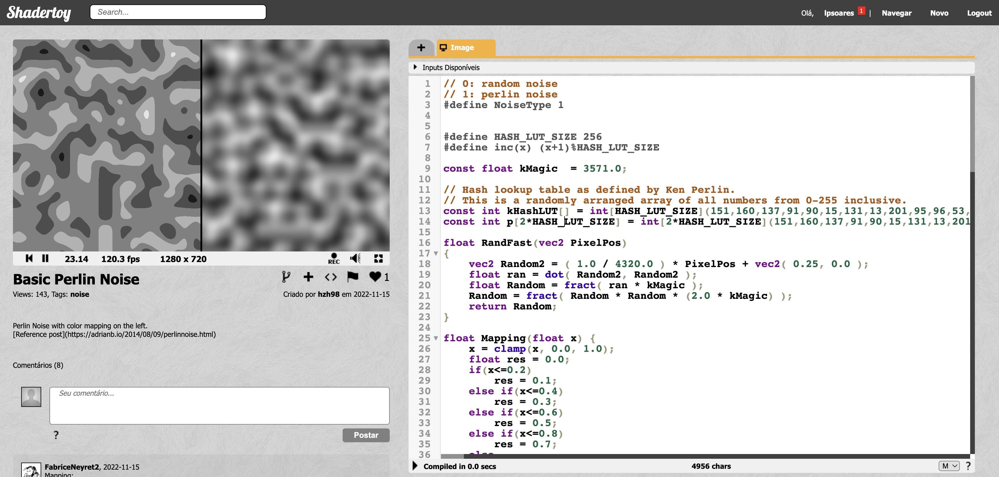 Shadertoy
Search...
Olá, lpsoares 1 | Navegar Novo Logout
23.14 120.3 fps 1280 x 720 REC
Basic Perlin Noise
1
Views: 143, Tags: noise
Criado por hzh98 em 2022-11-15
Perlin Noise with color mapping on the left.
[Reference post](https://adrianb.io/2014/08/09/perlinnoise.html)
Comentários (8)
Seu comentário...
?
Postar
FabriceNeyret2, 2022-11-15
Mapping:
+ Image
Inputs Disponíveis
1 // 0: random noise
2 // 1: perlin noise
3 #define NoiseType 1
4
5
6 #define HASH_LUT_SIZE 256
7 #define inc(x) (x+1)%HASH_LUT_SIZE
8
9 const float kMagic  = 3571.0;
10
11 // Hash lookup table as defined by Ken Perlin.
12 // This is a randomly arranged array of all numbers from 0-255 inclusive.
13 const int kHashLUT[] = int[HASH_LUT_SIZE](151,160,137,91,90,15,131,13,201,95,96,53,
14 const int p[2*HASH_LUT_SIZE] = int[2*HASH_LUT_SIZE](151,160,137,91,90,15,131,13,201
15
16 float RandFast(vec2 PixelPos)
17 {
18     vec2 Random2 = ( 1.0 / 4320.0 ) * PixelPos + vec2( 0.25, 0.0 );
19     float ran = dot( Random2, Random2 );
20     float Random = fract( ran * kMagic );
21     Random = fract( Random * Random * (2.0 * kMagic) );
22     return Random;
23 }
24
25 float Mapping(float x) {
26     x = clamp(x, 0.0, 1.0);
27     float res = 0.0;
28     if(x<=0.2)
29         res = 0.1;
30     else if(x<=0.4)
31         res = 0.3;
32     else if(x<=0.6)
33         res = 0.5;
34     else if(x<=0.8)
35         res = 0.7;
36     else
Compiled in 0.0 secs 4956 chars M ?